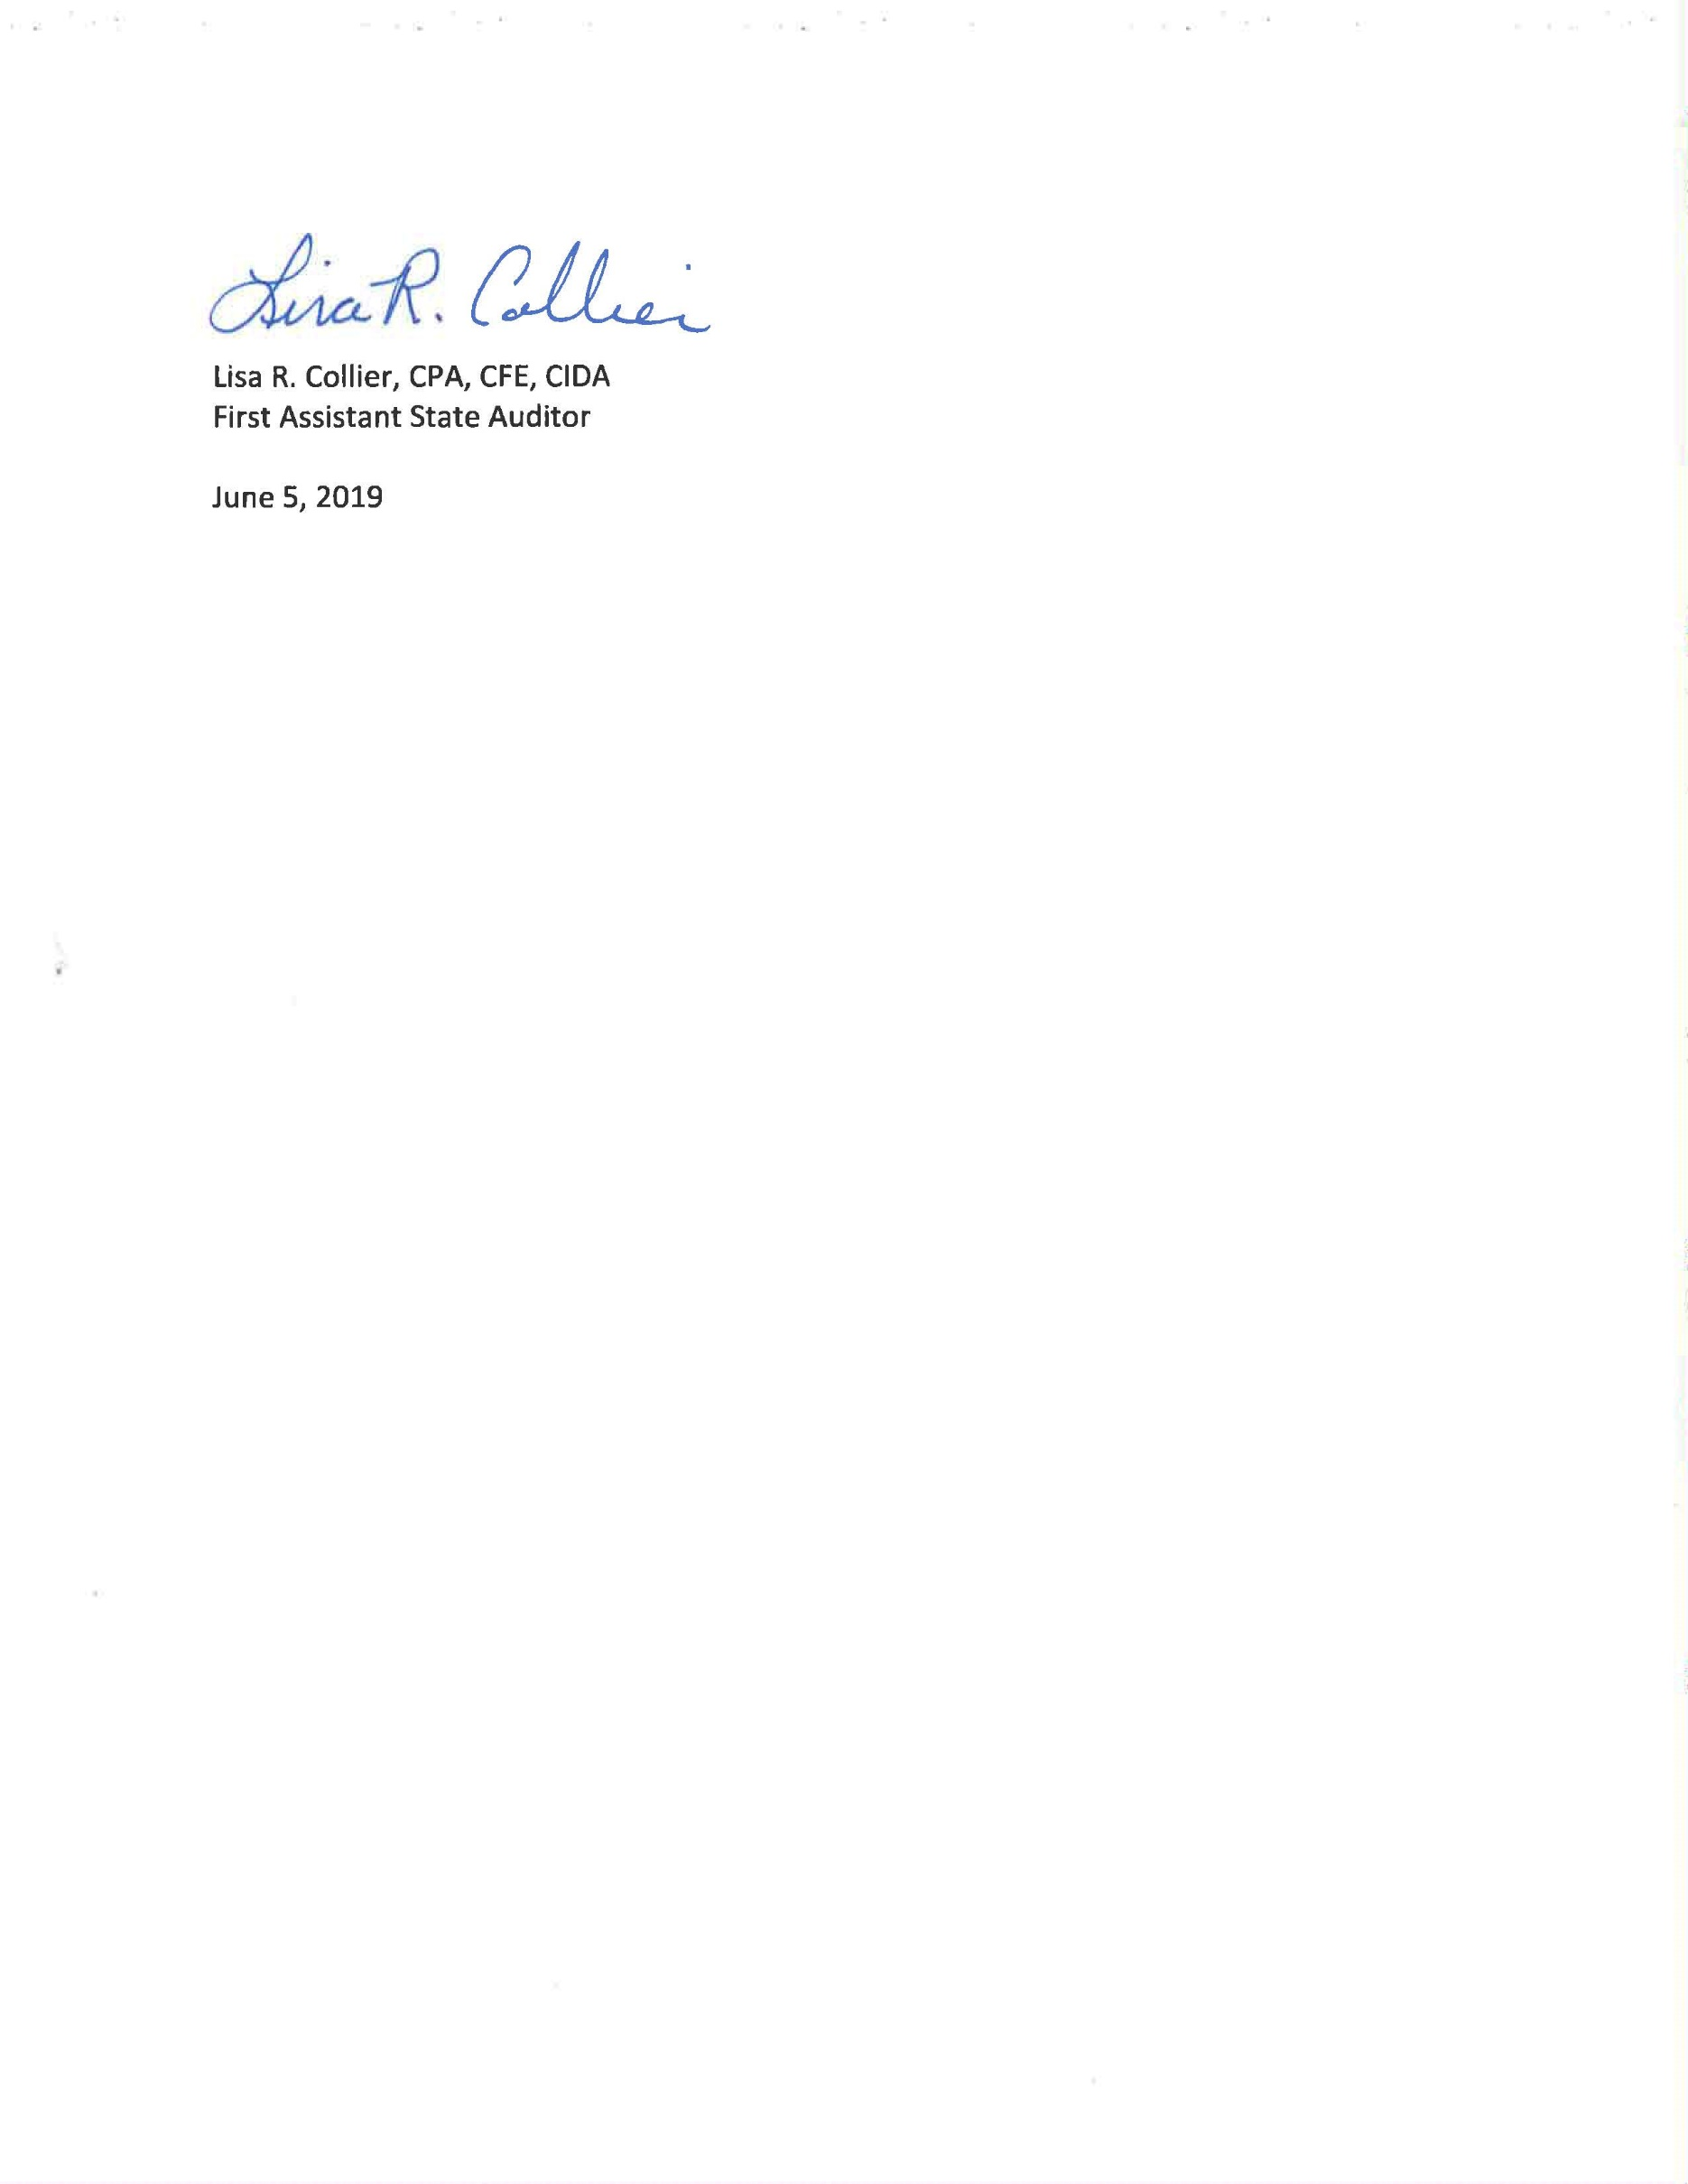 Lisa R. Collier
Lisa R. Collier, CPA, CFE, CIDA
First Assistant State Auditor
June 5, 2019